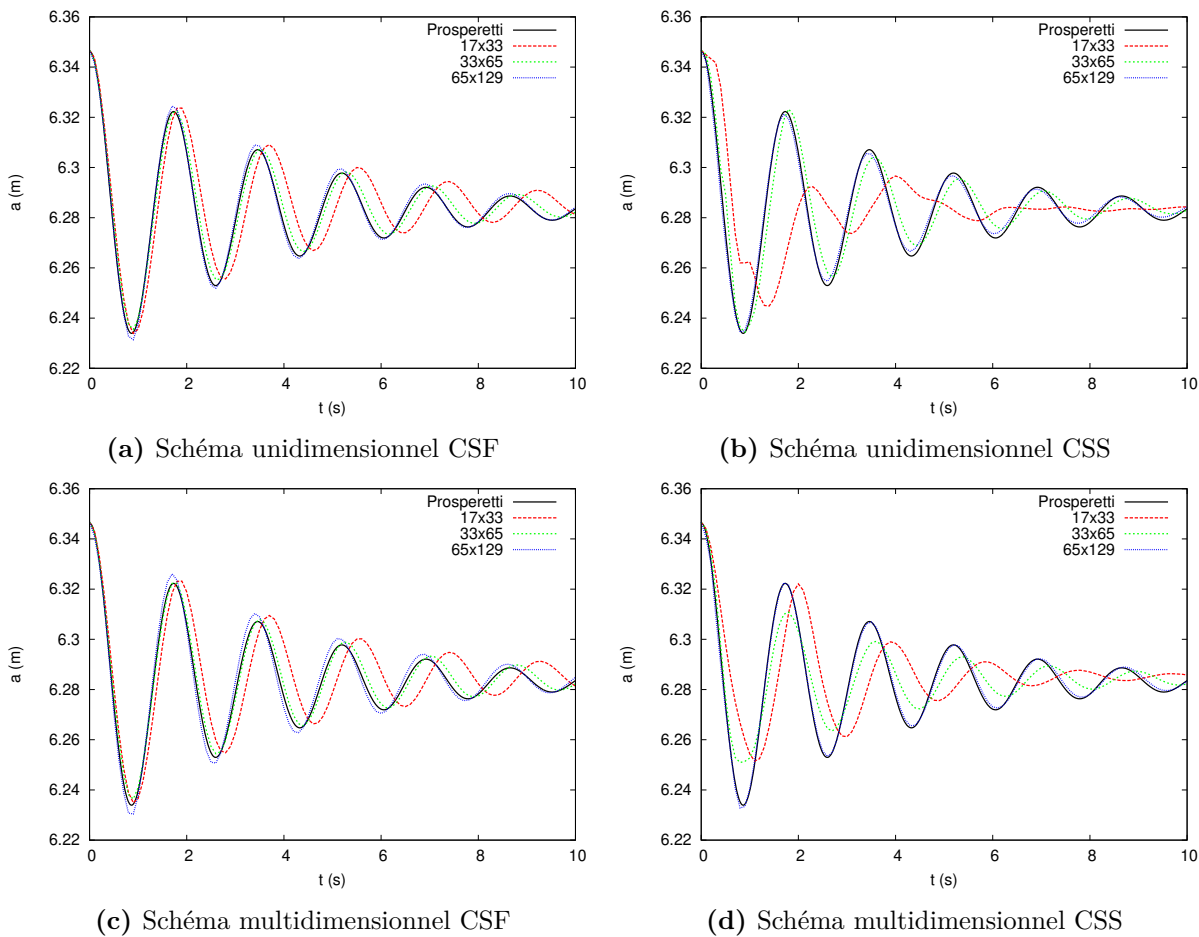 6.36
6.34
6.32
6.3
6.28
6.26
6.24
6.22
a (m)
0 2 4 6 8 10
t (s)
Prosperetti
17x33
33x65
65x129
(a) Schéma unidimensionnel CSF
6.36
6.34
6.32
6.3
6.28
6.26
6.24
6.22
a (m)
0 2 4 6 8 10
t (s)
Prosperetti
17x33
33x65
65x129
(b) Schéma unidimensionnel CSS
6.36
6.34
6.32
6.3
6.28
6.26
6.24
6.22
a (m)
0 2 4 6 8 10
t (s)
Prosperetti
17x33
33x65
65x129
(c) Schéma multidimensionnel CSF
6.36
6.34
6.32
6.3
6.28
6.26
6.24
6.22
a (m)
0 2 4 6 8 10
t (s)
Prosperetti
17x33
33x65
65x129
(d) Schéma multidimensionnel CSS